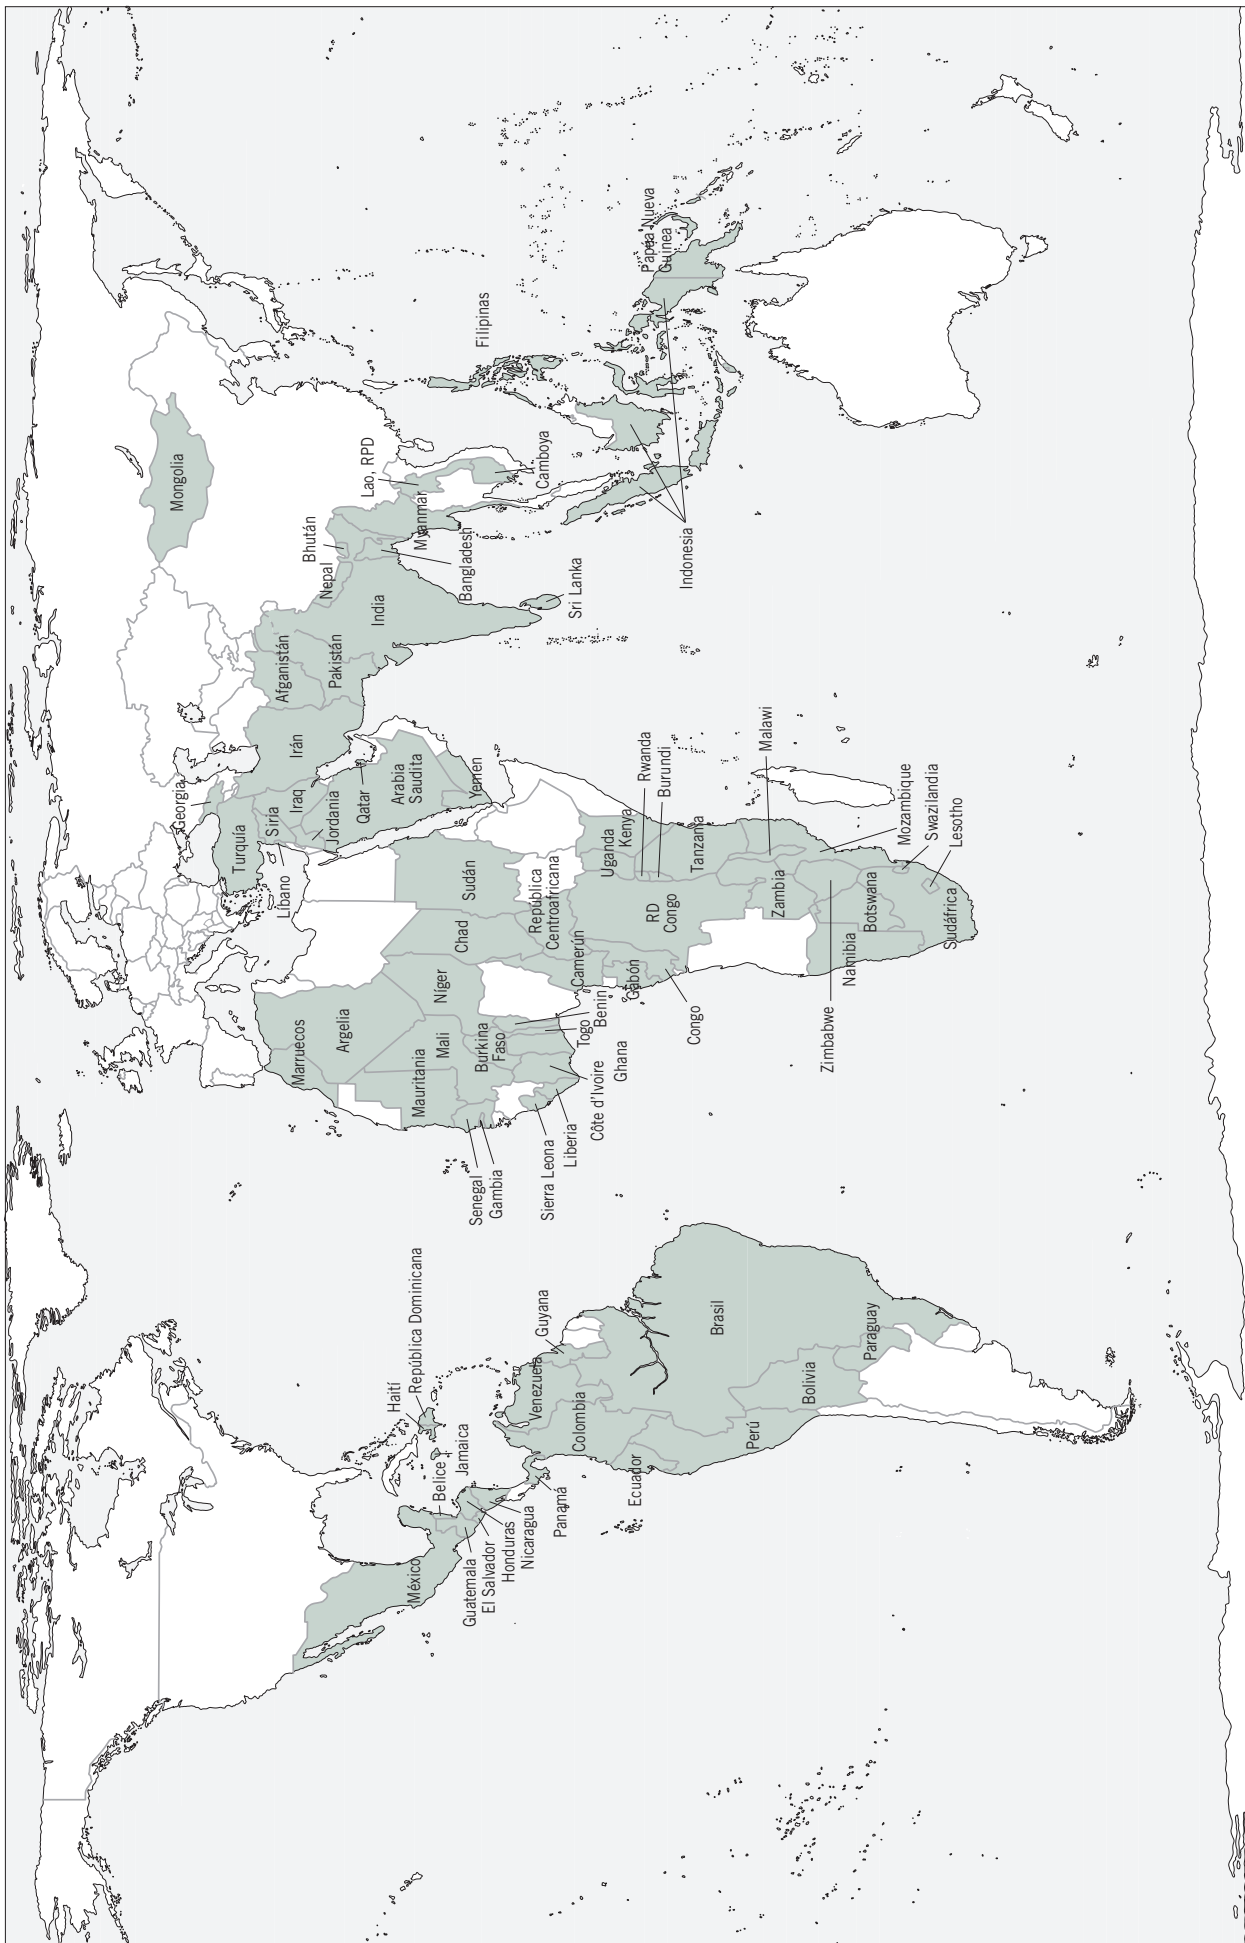 México
Guatemala
El Salvador
Honduras
Nicaragua
Panamá
Belice
Jamaica
Haití
República Dominicana
Venezuela
Guyana
Colombia
Ecuador
Perú
Brasil
Bolivia
Paraguay
Marruecos
Argelia
Mauritania
Mali
Níger
Chad
Sudán
Senegal
Gambia
Burkina
Faso
Sierra Leona
Liberia
Côte d'Ivoire
Ghana
Togo
Benin
Camerún
República
Centroafricana
Gabón
Congo
RD
Congo
Uganda
Kenya
Rwanda
Burundi
Tanzania
Malawi
Zambia
Zimbabwe
Namibia
Botswana
Mozambique
Swazilandia
Lesotho
Sudáfrica
Georgia
Turquía
Líbano
Siria
Iraq
Jordania
Irán
Qatar
Arabia
Saudita
Yemen
Afganistán
Pakistán
India
Nepal
Bhután
Bangladesh
Sri Lanka
Mongolia
Myanmar
Lao, RPD
Camboya
Filipinas
Indonesia
Papua Nueva
Guinea